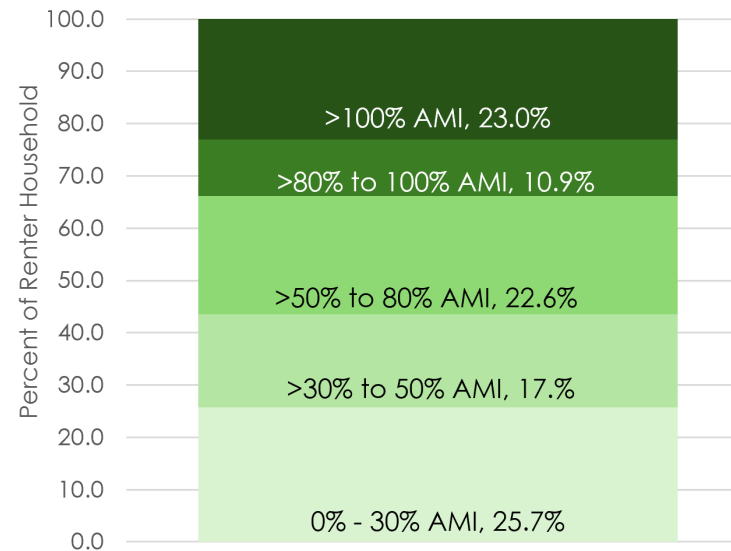 100.0
90.0
80.0
70.0
60.0
50.0
40.0
30.0
20.0
10.0
0.0
Percent of Renter Household
>100% AMI, 23.0%
>80% to 100% AMI, 10.9%
>50% to 80% AMI, 22.6%
>30% to 50% AMI, 17.%
0% - 30% AMI, 25.7%